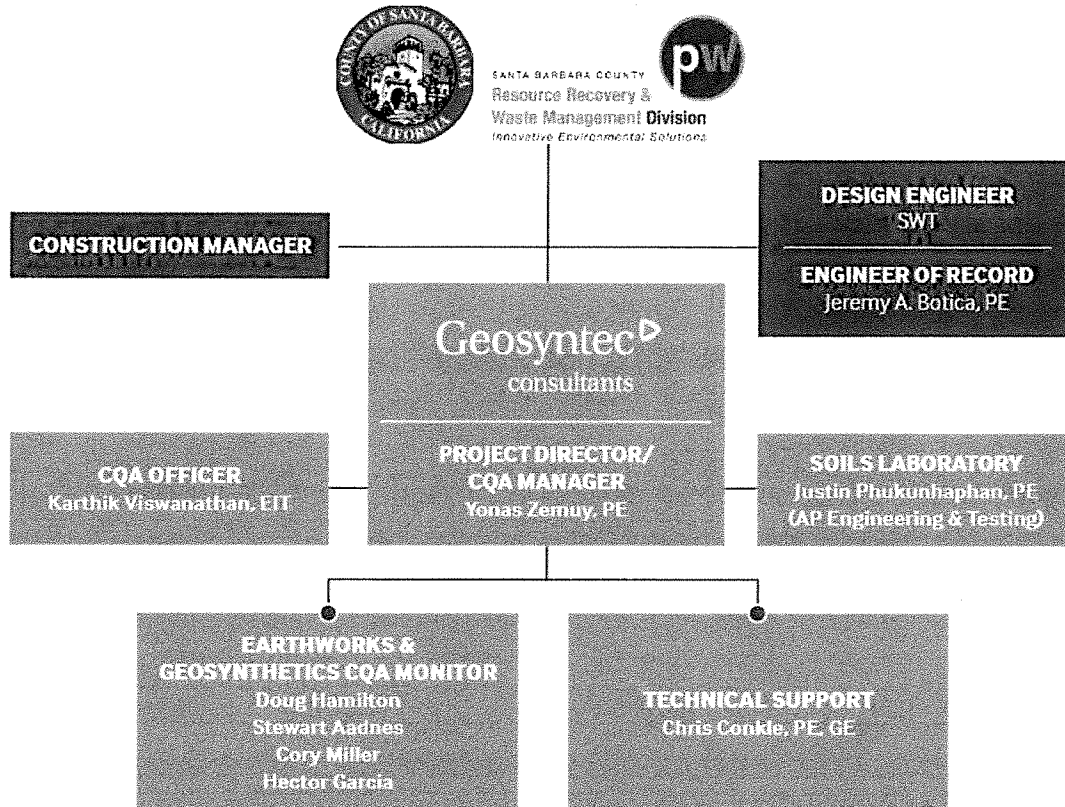 COUNTY OF SANTA BARBARA
CALIFORNIA
pw
SANTA BARBARA COUNTY
Resource Recovery &
Waste Management Division
Innovative Environmental Solutions
CONSTRUCTION MANAGER
DESIGN ENGINEER
SWT
ENGINEER OF RECORD
Jeremy A. Botica, PE
Geosyntec
consultants
PROJECT DIRECTOR/
CQA MANAGER
Yonas Zemuy, PE
CQA OFFICER
Karthik Viswanathan, EIT
SOILS LABORATORY
Justin Phukunhaphan, PE
(AP Engineering & Testing)
EARTHWORKS &
GEOSYNTHETICS CQA MONITOR
Doug Hamilton
Stewart Aadnes
Cory Miller
Hector Garcia
TECHNICAL SUPPORT
Chris Conkle, PE, GE